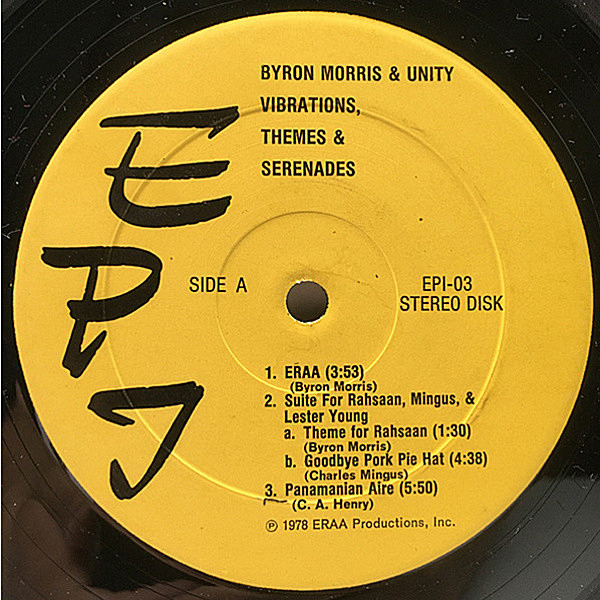 BYRON MORRIS & UNITY
VIBRATIONS,
THEMES &
SERENADES
EPI
SIDE A
EPI-03
STEREO DISK
1. ERAA (3:53)
(Byron Morris)
2. Suite For Rahsaan, Mingus, &
Lester Young
a. Theme for Rahsaan (1:30)
(Byron Morris)
b. Goodbye Pork Pie Hat (4:38)
(Charles Mingus)
3. Panamanian Aire (5:50)
(C. A. Henry)
℗ 1978 ERAA Productions, Inc.